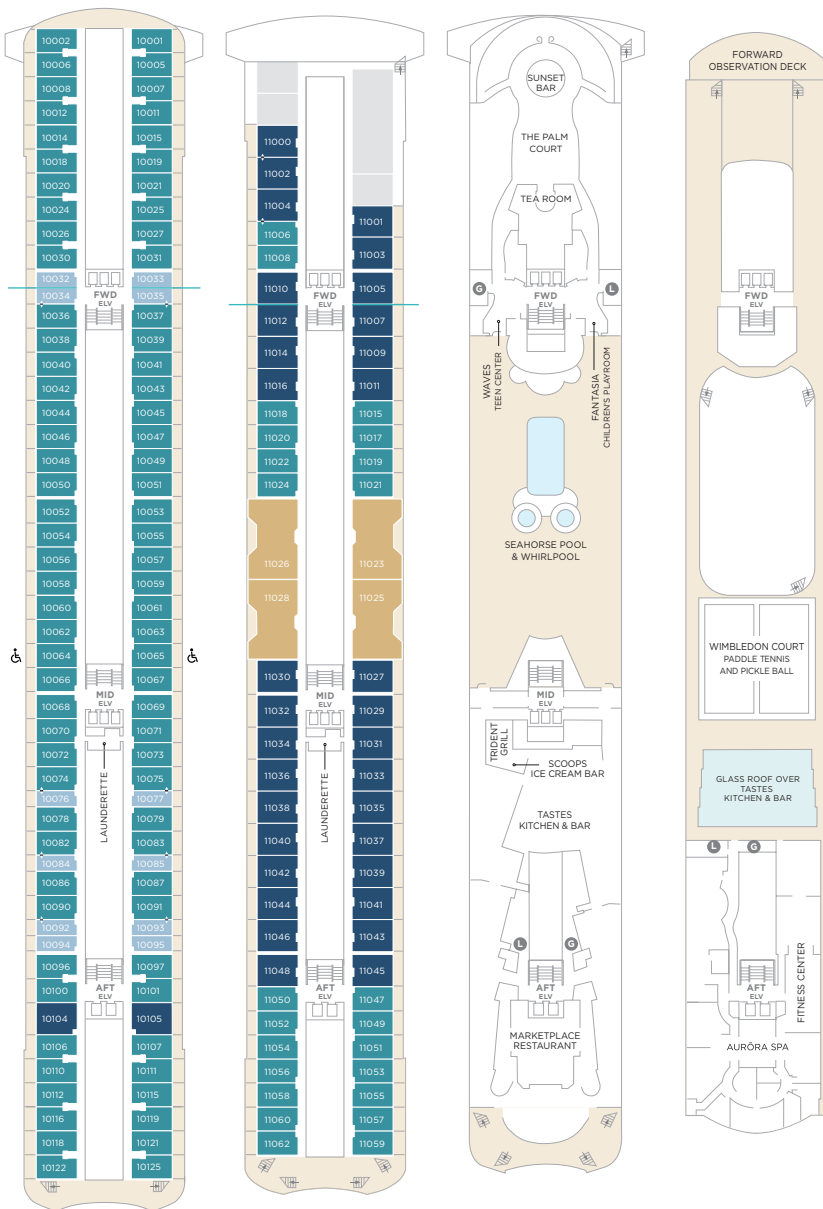 10002
10006
10008
10012
10014
10018
10020
10024
10026
10030
10032
10034
10036
10038
10040
10042
10044
10046
10048
10050
10052
10054
10056
10058
10060
10062
10064
10066
10068
10070
10072
10074
10076
10078
10082
10084
10086
10090
10092
10094
10096
10100
10104
10106
10110
10112
10116
10118
10122
FWD
ELV
MID
ELV
LAUNDERETTE
AFT
ELV
10001
10005
10007
10011
10015
10019
10021
10025
10027
10031
10033
10035
10037
10039
10041
10043
10045
10047
10049
10051
10053
10055
10057
10059
10061
10063
10065
10067
10069
10071
10073
10075
10077
10079
10083
10085
10087
10091
10093
10095
10097
10101
10105
10107
10111
10115
10119
10121
10125
11000
11002
11004
11006
11008
11010
11012
11014
11016
11018
11020
11022
11024
11026
11028
11030
11032
11034
11036
11038
11040
11042
11044
11046
11048
11050
11052
11054
11056
11058
11060
11062
FWD
ELV
MID
ELV
LAUNDERETTE
AFT
ELV
11001
11003
11005
11007
11009
11011
11015
11017
11019
11021
11023
11025
11027
11029
11031
11033
11035
11037
11039
11041
11043
11045
11047
11049
11051
11053
11055
11057
11059
SUNSET
BAR
THE PALM
COURT
TEA ROOM
G
FWD
ELV
L
WAVES
TEEN CENTER
FANTASIA
CHILDREN'S PLAYROOM
SEAHORSE POOL
& WHIRLPOOL
MID
ELV
TRIDENT
GRILL
SCOOPS
ICE CREAM BAR
TASTES
KITCHEN & BAR
L
G
AFT
ELV
MARKETPLACE
RESTAURANT
FORWARD
OBSERVATION DECK
FWD
ELV
WIMBLEDON COURT
PADDLE TENNIS
AND PICKLE BALL
GLASS ROOF OVER
TASTES
KITCHEN & BAR
L
G
FITNESS CENTER
AFT
ELV
AURŌRA SPA